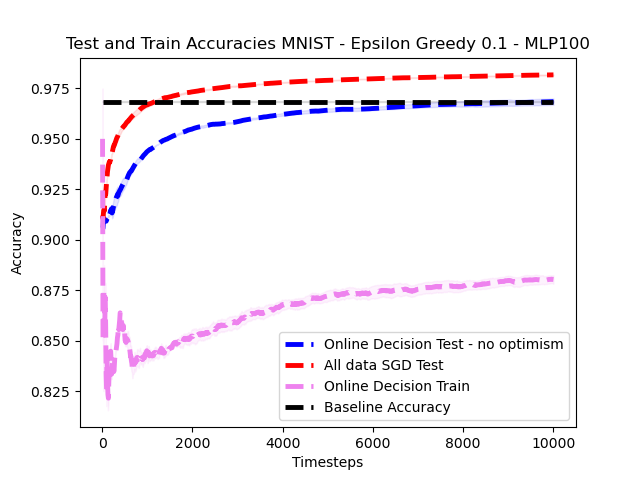 Test and Train Accuracies MNIST - Epsilon Greedy 0.1 - MLP100
0.975
0.950
0.925
0.900
0.875
0.850
0.825
Accuracy
Online Decision Test - no optimism
All data SGD Test
Online Decision Train
Baseline Accuracy
0 2000 4000 6000 8000 10000
Timesteps